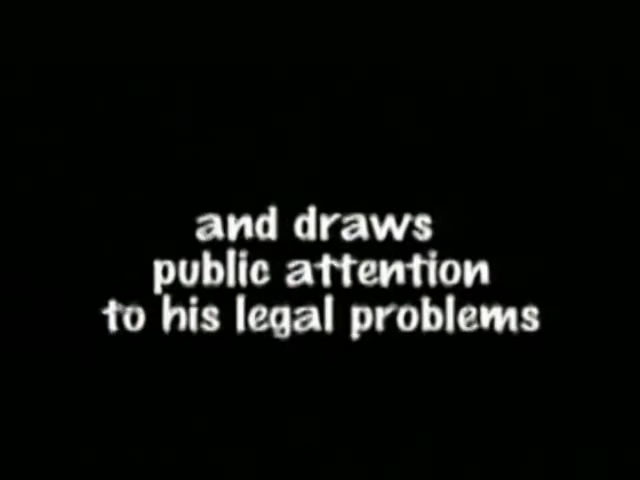 and draws
public attention
to his legal problems